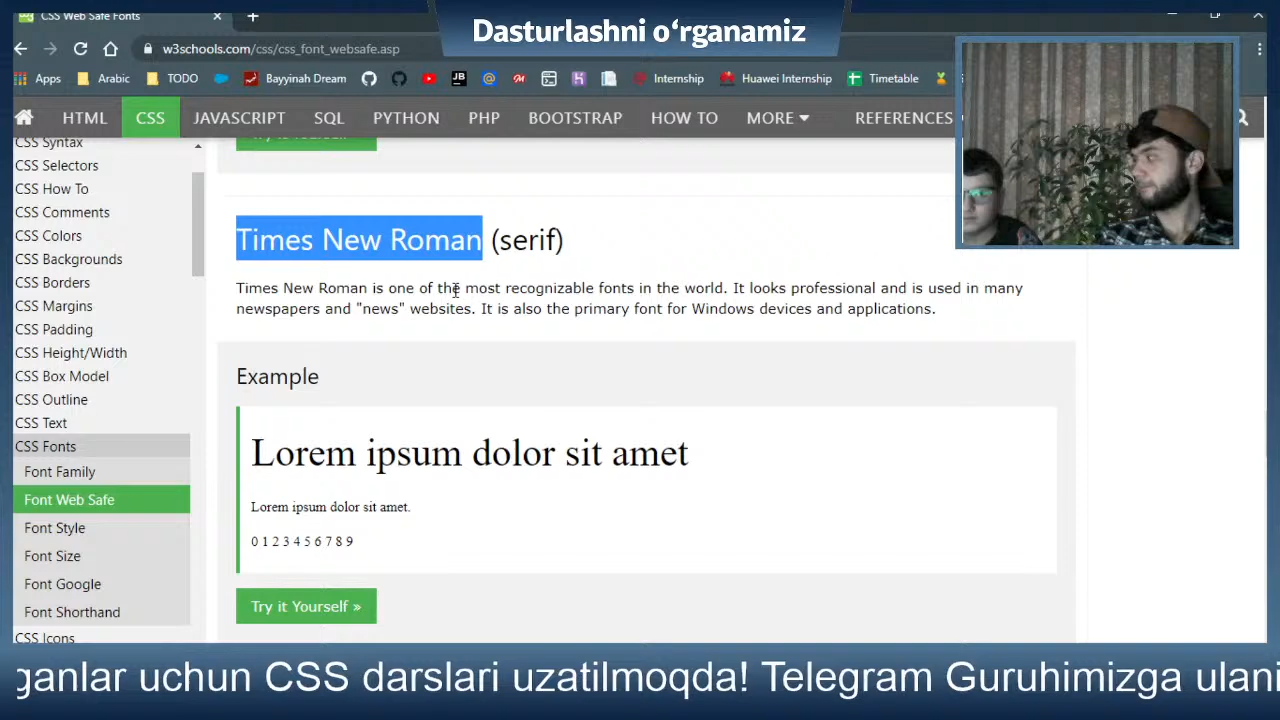 CSS Web Safe Fonts
Dasturlashni o‘rganamiz
w3schools.com/css/css_font_websafe.asp
Apps Arabic TODO Bayyinah Dream JB Internship Huawei Internship Timetable
HTML CSS JAVASCRIPT SQL PYTHON PHP BOOTSTRAP HOW TO MORE REFERENCES
CSS Syntax
CSS Selectors
CSS How To
CSS Comments
CSS Colors
CSS Backgrounds
CSS Borders
CSS Margins
CSS Padding
CSS Height/Width
CSS Box Model
CSS Outline
CSS Text
CSS Fonts
Font Family
Font Web Safe
Font Style
Font Size
Font Google
Font Shorthand
CSS Icons
Try it Yourself »
Times New Roman (serif)
Times New Roman is one of the most recognizable fonts in the world. It looks professional and is used in many
newspapers and "news" websites. It is also the primary font for Windows devices and applications.
Example
Lorem ipsum dolor sit amet
Lorem ipsum dolor sit amet.
0 1 2 3 4 5 6 7 8 9
Try it Yourself »
ganlar uchun CSS darslari uzatilmoqda! Telegram Guruhimizga ulani